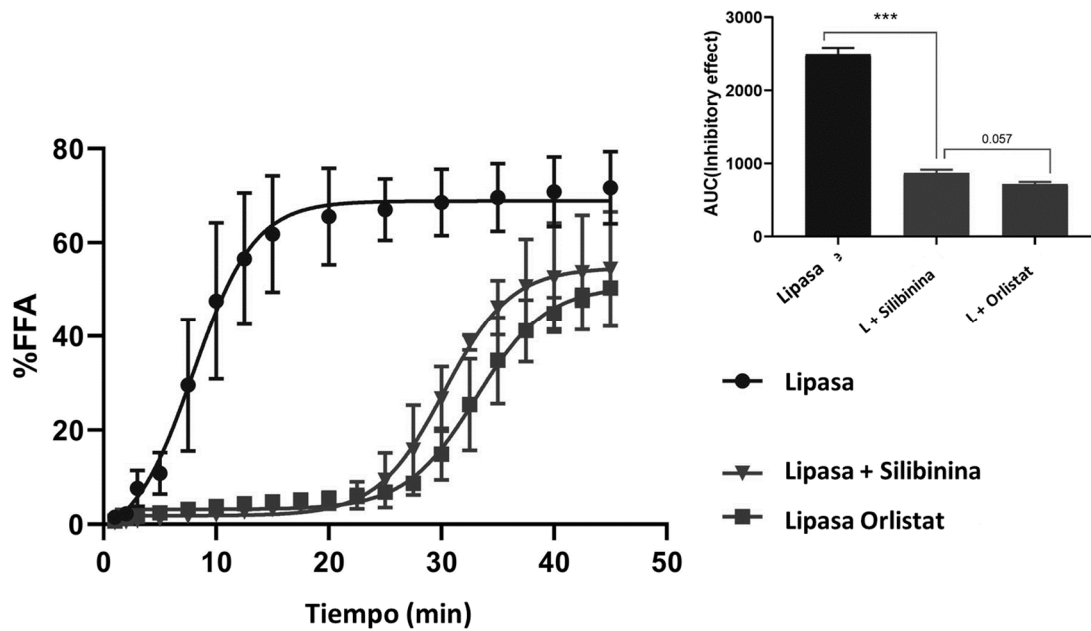 3000
***
2000
0.057
1000
0
AUC(Inhibitory effect)
Lipasa e
L + Silibinina
L + Orlistat
80
60
40
20
0
%FFA
0 10 20 30 40 50
Tiempo (min)
Lipasa
Lipasa + Silibinina
Lipasa Orlistat